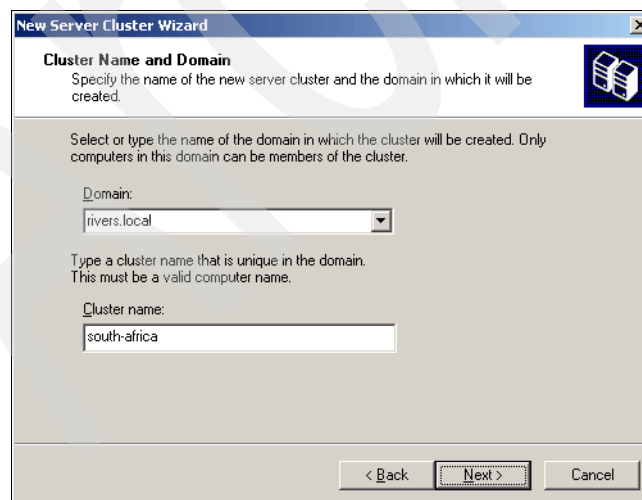 New Server Cluster Wizard
Cluster Name and Domain
Specify the name of the new server cluster and the domain in which it will be
created.
Select or type the name of the domain in which the cluster will be created. Only
computers in this domain can be members of the cluster.
Domain:
rivers.local
Type a cluster name that is unique in the domain.
This must be a valid computer name.
Cluster name:
south-africa
< Back
Next >
Cancel